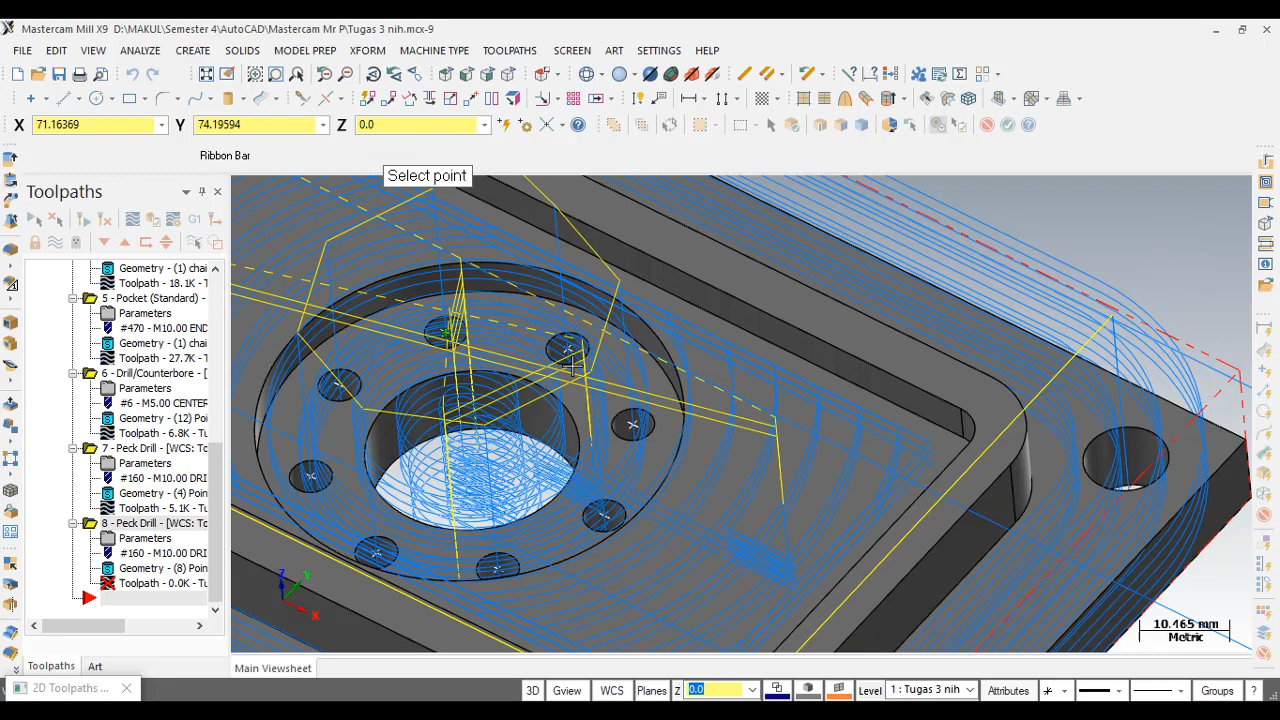 Mastercam Mill X9 D:\MAKUL\Semester 4\AutoCAD\Mastercam Mr P\Tugas 3 nih.mcx-9
FILE EDIT VIEW ANALYZE CREATE SOLIDS MODEL PREP XFORM MACHINE TYPE TOOLPATHS SCREEN ART SETTINGS HELP
X 71.16369 Y 74.19594 Z 0.0
Ribbon Bar
Select point
Toolpaths
G1
Geometry - (1) chai
Toolpath - 18.1K - T
5 - Pocket (Standard) -
Parameters
#470 - M10.00 END
Geometry - (1) chai
Toolpath - 27.7K - T
6 - Drill/Counterbore - [
Parameters
#6 - M5.00 CENTER
Geometry - (12) Po
Toolpath - 6.8K - Tu
7 - Peck Drill - [WCS: To
Parameters
#160 - M10.00 DRI
Geometry - (4) Poin
Toolpath - 5.1K - Tu
8 - Peck Drill - [WCS: To
Parameters
#160 - M10.00 DRI
Geometry - (8) Poin
Toolpath - 0.0K - Tu
Z Y X
10.465 mm
Metric
Toolpaths Art
Main Viewsheet
2D Toolpaths ...
3D Gview WCS Planes Z 0.0 Level 1 : Tugas 3 nih Attributes Groups ?